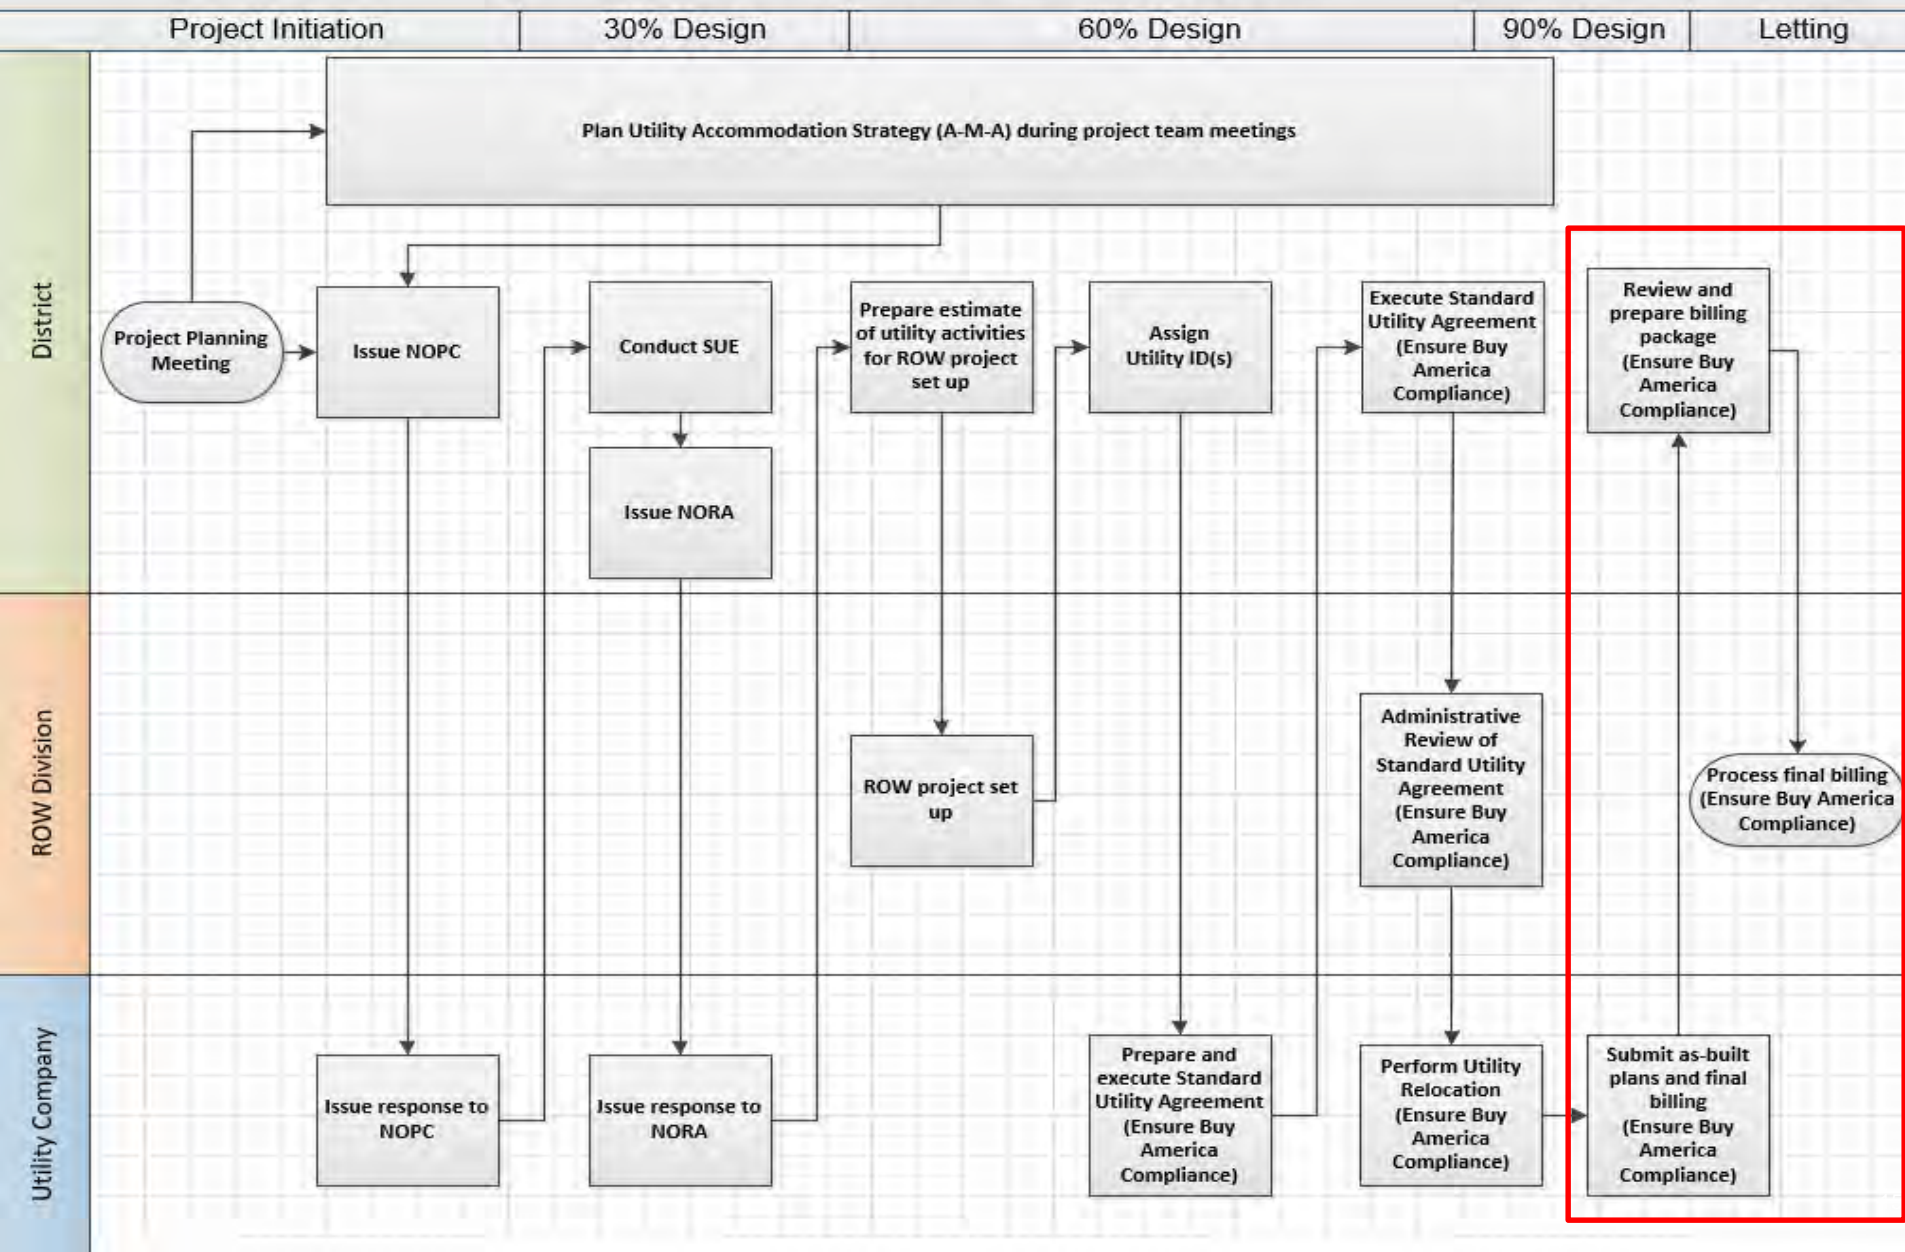 Project Initiation
30% Design
60% Design
90% Design
Letting
District
Plan Utility Accommodation Strategy (A-M-A) during project team meetings
Project Planning
Meeting
Issue NOPC
Conduct SUE
Issue NORA
Prepare estimate
of utility activities
for ROW project
set up
Assign
Utility ID(s)
Execute Standard
Utility Agreement
(Ensure Buy
America
Compliance)
Review and
prepare billing
package
(Ensure Buy
America
Compliance)
ROW Division
ROW project set
up
Administrative
Review of
Standard Utility
Agreement
(Ensure Buy
America
Compliance)
Process final billing
(Ensure Buy America
Compliance)
Utility Company
Issue response to
NOPC
Issue response to
NORA
Prepare and
execute Standard
Utility Agreement
(Ensure Buy
America
Compliance)
Perform Utility
Relocation
(Ensure Buy
America
Compliance)
Submit as-built
plans and final
billing
(Ensure Buy
America
Compliance)